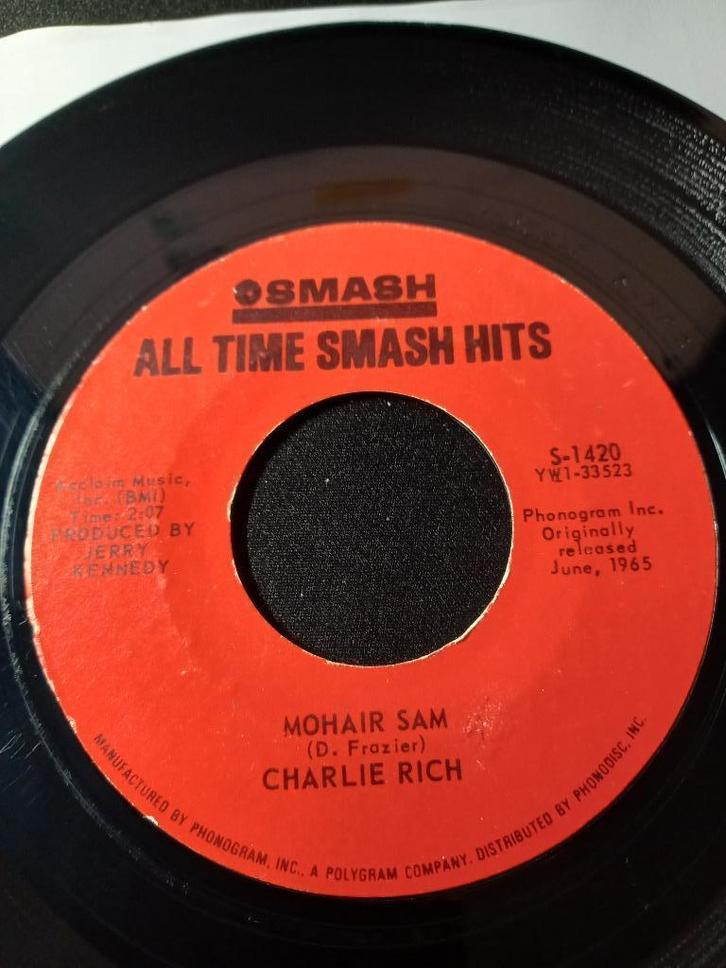 SMASH
ALL TIME SMASH HITS
Acclaim Music,
Inc. (BMI)
Time: 2:07
PRODUCED BY
JERRY
KENNEDY
S-1420
YW1-33523
Phonogram Inc.
Originally
released
June, 1965
MOHAIR SAM
(D. Frazier)
CHARLIE RICH
MANUFACTURED BY PHONOGRAM, INC., A POLYGRAM COMPANY. DISTRIBUTED BY PHONODISC, INC.